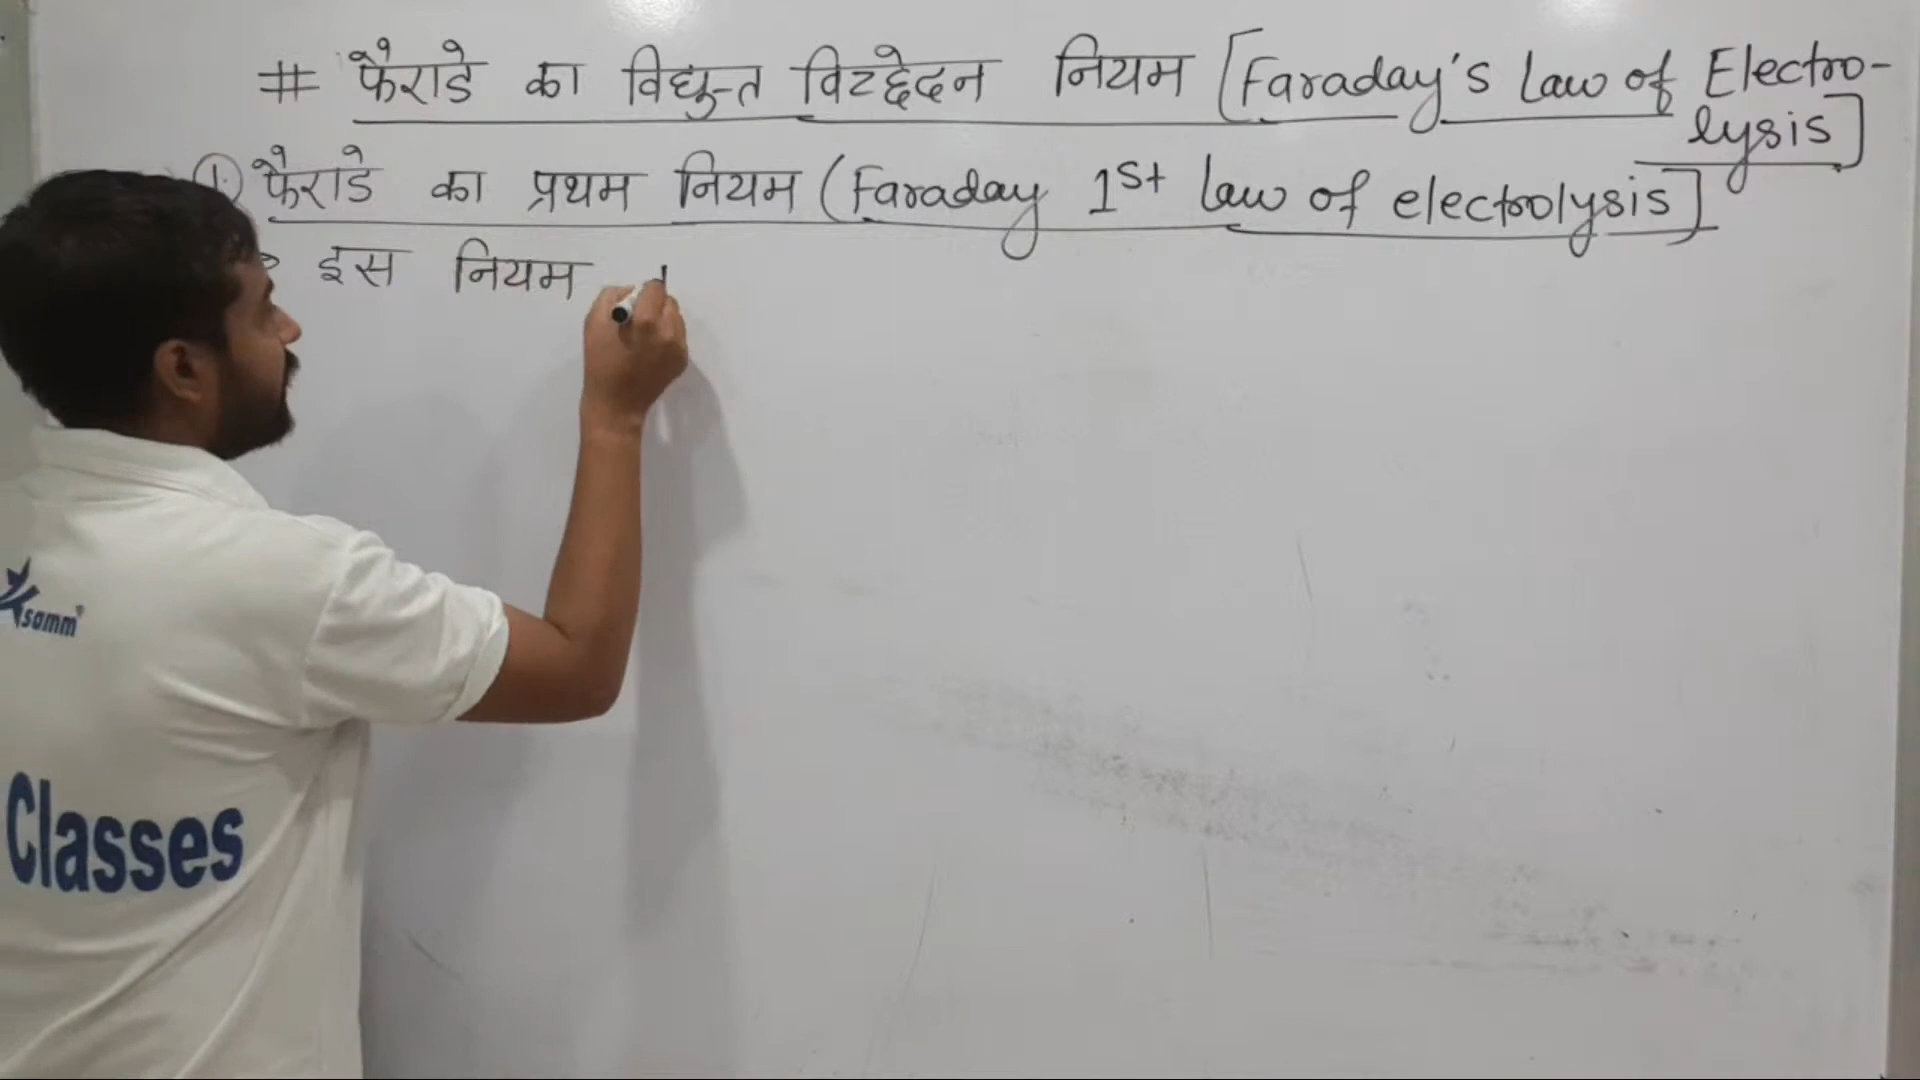 # फैराडे का विद्युत विच्छेदन नियम [Faraday's Law of Electro-
lysis]
1. फैराडे का प्रथम नियम (Faraday 1st Law of electrolysis]
इस नियम
samm
Classes